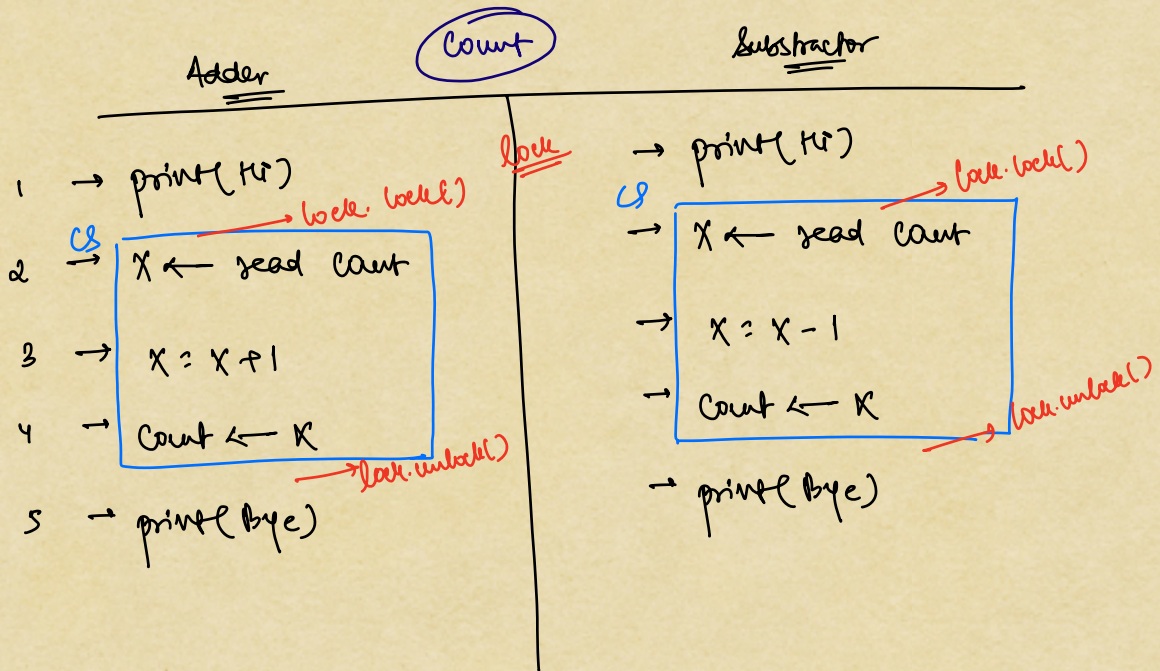 Count
Adder
Substractor
lock
1 → print(Hi)
lock.lock()
CS
2 → X ← read count
3 → X = X + 1
4 → Count ← X
lock.unlock()
5 → print(Bye)
→ print(Hi)
lock.lock()
CS
→ X ← read count
→ X = X - 1
→ Count ← X
lock.unlock()
→ print(Bye)